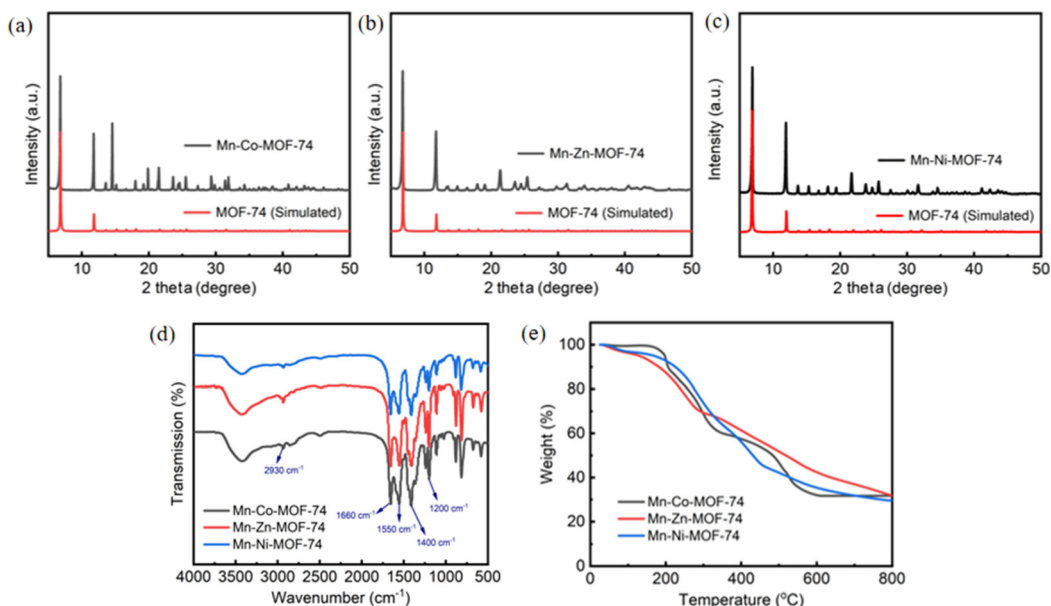 (a)
Intensity (a.u.)
Mn-Co-MOF-74
MOF-74 (Simulated)
10 20 30 40 50
2 theta (degree)
(b)
Intensity (a.u.)
Mn-Zn-MOF-74
MOF-74 (Simulated)
10 20 30 40 50
2 theta (degree)
(c)
Intensity (a.u.)
Mn-Ni-MOF-74
MOF-74 (Simulated)
10 20 30 40 50
2 theta (degree)
(d)
Transmission (%)
2930 cm⁻¹
1660 cm⁻¹
1550 cm⁻¹
1400 cm⁻¹
1200 cm⁻¹
Mn-Co-MOF-74
Mn-Zn-MOF-74
Mn-Ni-MOF-74
4000 3500 3000 2500 2000 1500 1000 500
Wavenumber (cm⁻¹)
(e)
Weight (%)
100
80
60
40
20
0
Mn-Co-MOF-74
Mn-Zn-MOF-74
Mn-Ni-MOF-74
0 200 400 600 800
Temperature (°C)